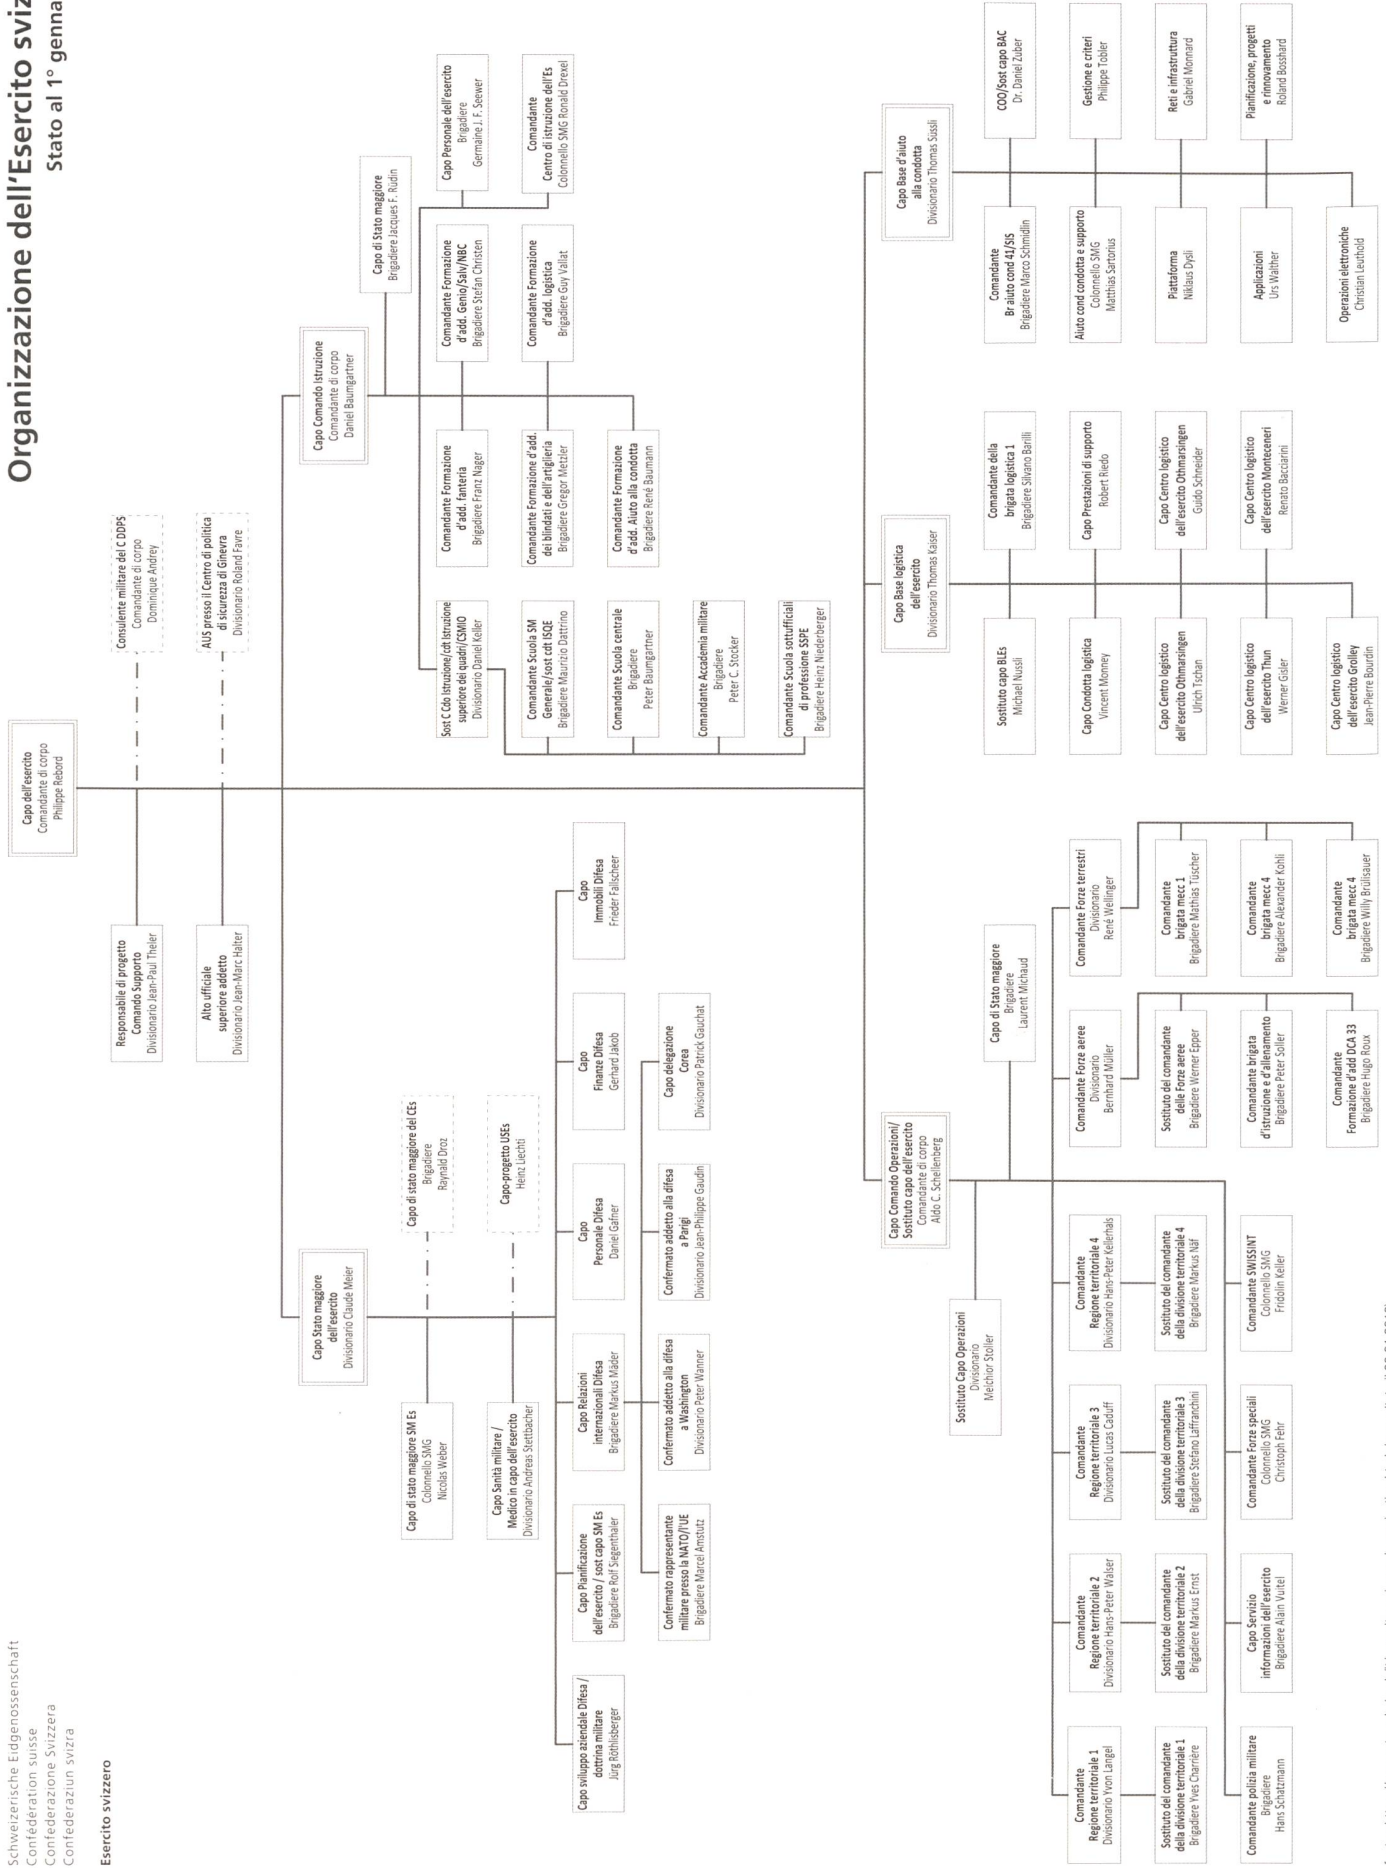 Schweizerische Eidgenossenschaft
Confédération suisse
Confederazione Svizzera
Confederaziun svizra
Esercito svizzero
Organizzazione dell'Esercito sviz
Stato al 1° genna
Capo dell'esercito
Comandante di corpo
Philippe Rebord
Responsabile di progetto
Comando Supporto
Divisionario Jean-Paul Theler
Consulente militare del C DDPS
Comandante di corpo
Dominique Andrey
Alto ufficiale
superiore addetto
Divisionario Jean-Marc Halter
AUS presso il Centro di politica
di sicurezza di Ginevra
Divisionario Roland Favre
Capo Stato maggiore
dell'esercito
Divisionario Claude Meier
Capo di stato maggiore SM Es
Colonnello SMG
Nicolas Weber
Capo di stato maggiore del CEs
Brigadiere
Raynald Droz
Capo Sanità militare /
Medico in capo dell'esercito
Divisionario Andreas Stettbacher
Capo-progetto USEs
Heinz Liechti
Capo sviluppo aziendale Difesa /
dottrina militare
Jürg Röthlisberger
Capo Pianificazione
dell'esercito / sost capo SM Es
Brigadiere Rolf Siegenthaler
Capo Relazioni
internazionali Difesa
Brigadiere Markus Mäder
Capo
Personale Difesa
Daniel Gafner
Capo
Finanze Difesa
Gerhard Jakob
Capo
Immobili Difesa
Frieder Fallscheer
Confermato rappresentante
militare presso la NATO/l'UE
Brigadiere Marcel Amstutz
Confermato addetto alla difesa
a Washington
Divisionario Peter Wanner
Confermato addetto alla difesa
a Parigi
Divisionario Jean-Philippe Gaudin
Capo delegazione
Corea
Divisionario Patrick Gauchat
Capo Comando Istruzione
Comandante di corpo
Daniel Baumgartner
Capo di Stato maggiore
Brigadiere Jacques F. Rüdin
Sost C Cdo Istruzione/cdt Istruzione
superiore dei quadri/CSMIO
Divisionario Daniel Keller
Comandante Formazione
d'add. fanteria
Brigadiere Franz Nager
Comandante Formazione
d'add. Genio/Salv/NBC
Brigadiere Stefan Christen
Capo Personale dell'esercito
Brigadiere
Germaine J. F. Seewer
Comandante Scuola SM
Generale/sost cdt ISQE
Brigadiere Maurizio Dattrino
Comandante Formazione d'add.
dei blindati e dell'artiglieria
Brigadiere Gregor Metzler
Comandante Formazione
d'add. logistica
Brigadiere Guy Vallat
Comandante
Centro di istruzione dell'Es
Colonnello SMG Ronald Drexel
Comandante Scuola centrale
Brigadiere
Peter Baumgartner
Comandante Formazione
d'add. Aiuto alla condotta
Brigadiere René Baumann
Comandante Accademia militare
Brigadiere
Peter C. Stocker
Comandante Scuola sottufficiali
di professione SSPE
Brigadiere Heinz Niederberger
Capo Comando Operazioni/
Sostituto capo dell'esercito
Comandante di corpo
Aldo C. Schellenberg
Sostituto Capo Operazioni
Divisionario
Melchior Stoller
Capo di Stato maggiore
Brigadiere
Laurent Michaud
Comandante
Regione territoriale 1
Divisionario Yvon Langel
Comandante
Regione territoriale 2
Divisionario Hans-Peter Walser
Comandante
Regione territoriale 3
Divisionario Lucas Caduff
Comandante
Regione territoriale 4
Divisionario Hans-Peter Kellerhals
Comandante Forze aeree
Divisionario
Bernhard Müller
Comandante Forze terrestri
Divisionario
René Wellinger
Sostituto del comandante
della divisione territoriale 1
Brigadiere Yves Charrière
Sostituto del comandante
della divisione territoriale 2
Brigadiere Markus Ernst
Sostituto del comandante
della divisione territoriale 3
Brigadiere Stefano Laffranchini
Sostituto del comandante
della divisione territoriale 4
Brigadiere Markus Näf
Sostituto del comandante
delle Forze aeree
Brigadiere Werner Epper
Comandante
brigata mecc 1
Brigadiere Mathias Tüscher
Comandante polizia militare
Brigadiere
Hans Schatzmann
Capo Servizio
informazioni dell'esercito
Brigadiere Alain Vuitel
Comandante Forze speciali
Colonnello SMG
Christoph Fehr
Comandante SWISSINT
Colonnello SMG
Fridolin Keller
Comandante brigata
d'istruzione e d'allenamento
Brigadiere Peter Soller
Comandante
brigata mecc 4
Brigadiere Alexander Kohli
Comandante
Formazione d'add DCA 33
Brigadiere Hugo Roux
Comandante
brigata mecc 4
Brigadiere Willy Brülisauer
Capo Base logistica
dell'esercito
Divisionario Thomas Kaiser
Sostituto capo BLEs
Michael Nussli
Comandante della
brigata logistica 1
Brigadiere Silvano Barilli
Capo Condotta logistica
Vincent Monney
Capo Prestazioni di supporto
Robert Riedo
Capo Centro logistico
dell'esercito Othmarsingen
Ulrich Tschan
Capo Centro logistico
dell'esercito Othmarsingen
Guido Schneider
Capo Centro logistico
dell'esercito Thun
Werner Gisler
Capo Centro logistico
dell'esercito Monteceneri
Renato Bacciarini
Capo Centro logistico
dell'esercito Grolley
Jean-Pierre Bourdin
Capo Base d'aiuto
alla condotta
Divisionario Thomas Süssli
Comandante
Br aiuto cond 41/SIS
Brigadiere Marco Schmidlin
COO/Sost capo BAC
Dr. Daniel Zuber
Aiuto cond condotta e supporto
Colonnello SMG
Matthias Sartorius
Gestione e criteri
Philippe Tobler
Piattaforma
Niklaus Dysli
Reti e infrastruttura
Gabriel Monnard
Applicazioni
Urs Walther
Pianificazione, progetti
e rinnovamento
Roland Bosshard
Operazioni elettroniche
Christian Leuthold